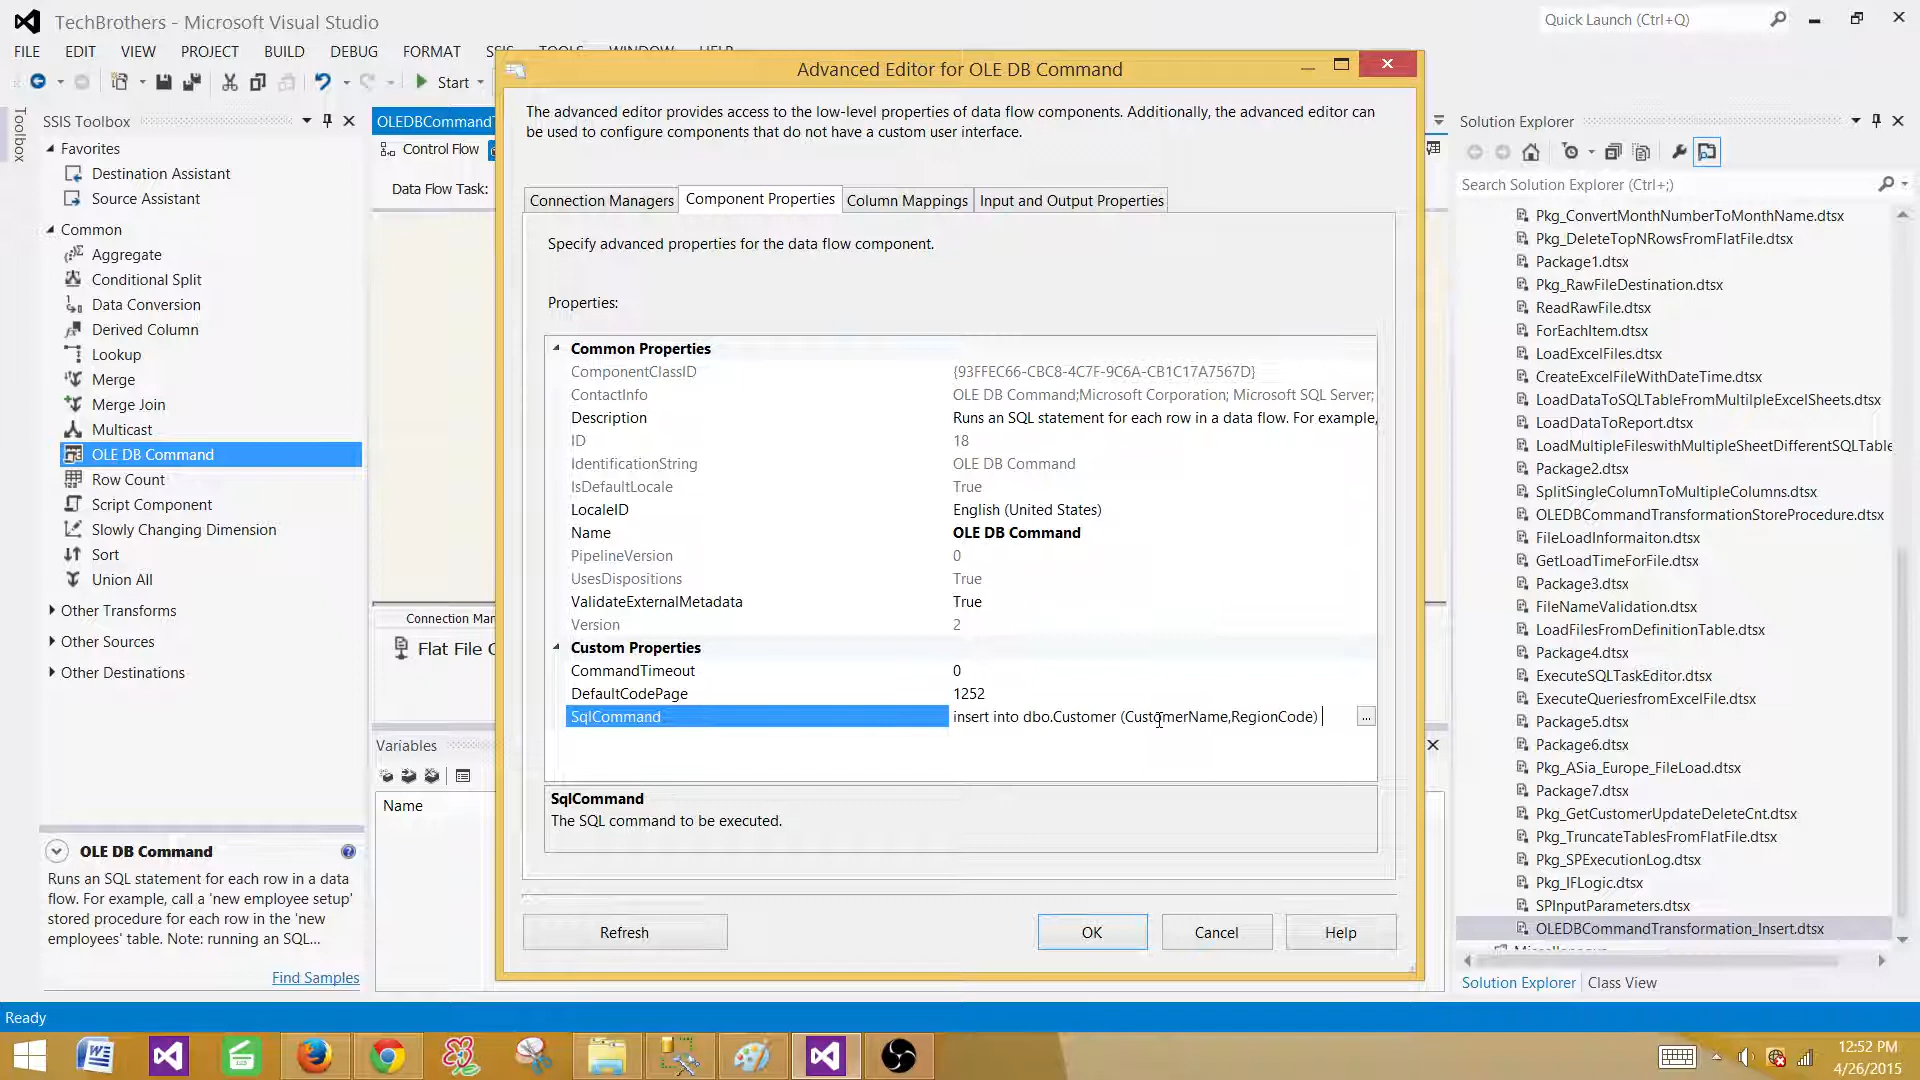 TechBrothers - Microsoft Visual Studio
Quick Launch (Ctrl+Q)
FILE EDIT VIEW PROJECT BUILD DEBUG FORMAT SSIS TOOLS WINDOW HELP
Start
Toolbox
SSIS Toolbox
Favorites
Destination Assistant
Source Assistant
Common
Aggregate
Conditional Split
Data Conversion
Derived Column
Lookup
Merge
Merge Join
Multicast
OLE DB Command
Row Count
Script Component
Slowly Changing Dimension
Sort
Union All
Other Transforms
Other Sources
Other Destinations
OLE DB Command
Runs an SQL statement for each row in a data
flow. For example, call a 'new employee setup'
stored procedure for each row in the 'new
employees' table. Note: running an SQL...
Find Samples
OLEDBCommandT
Control Flow
Data Flow Task:
Connection Man
Flat File C
Variables
Name
Advanced Editor for OLE DB Command
The advanced editor provides access to the low-level properties of data flow components. Additionally, the advanced editor can
be used to configure components that do not have a custom user interface.
Connection Managers Component Properties Column Mappings Input and Output Properties
Specify advanced properties for the data flow component.
Properties:
Common Properties
ComponentClassID {93FFEC66-CBC8-4C7F-9C6A-CB1C17A7567D}
ContactInfo OLE DB Command;Microsoft Corporation; Microsoft SQL Server;
Description Runs an SQL statement for each row in a data flow. For example,
ID 18
IdentificationString OLE DB Command
IsDefaultLocale True
LocaleID English (United States)
Name OLE DB Command
PipelineVersion 0
UsesDispositions True
ValidateExternalMetadata True
Version 2
Custom Properties
CommandTimeout 0
DefaultCodePage 1252
SqlCommand insert into dbo.Customer (CustomerName,RegionCode) ...
SqlCommand
The SQL command to be executed.
Refresh OK Cancel Help
Solution Explorer
Search Solution Explorer (Ctrl+;)
Pkg_ConvertMonthNumberToMonthName.dtsx
Pkg_DeleteTopNRowsFromFlatFile.dtsx
Package1.dtsx
Pkg_RawFileDestination.dtsx
ReadRawFile.dtsx
ForEachItem.dtsx
LoadExcelFiles.dtsx
CreateExcelFileWithDateTime.dtsx
LoadDataToSQLTableFromMultilpleExcelSheets.dtsx
LoadDataToReport.dtsx
LoadMultipleFileswithMultipleSheetDifferentSQLTable
Package2.dtsx
SplitSingleColumnToMultipleColumns.dtsx
OLEDBCommandTransformationStoreProcedure.dtsx
FileLoadInformaiton.dtsx
GetLoadTimeForFile.dtsx
Package3.dtsx
FileNameValidation.dtsx
LoadFilesFromDefinitionTable.dtsx
Package4.dtsx
ExecuteSQLTaskEditor.dtsx
ExecuteQueriesfromExcelFile.dtsx
Package5.dtsx
Package6.dtsx
Pkg_ASia_Europe_FileLoad.dtsx
Package7.dtsx
Pkg_GetCustomerUpdateDeleteCnt.dtsx
Pkg_TruncateTablesFromFlatFile.dtsx
Pkg_SPExecutionLog.dtsx
Pkg_IFLogic.dtsx
SPInputParameters.dtsx
OLEDBCommandTransformation_Insert.dtsx
Solution Explorer Class View
Ready
12:52 PM
4/26/2015